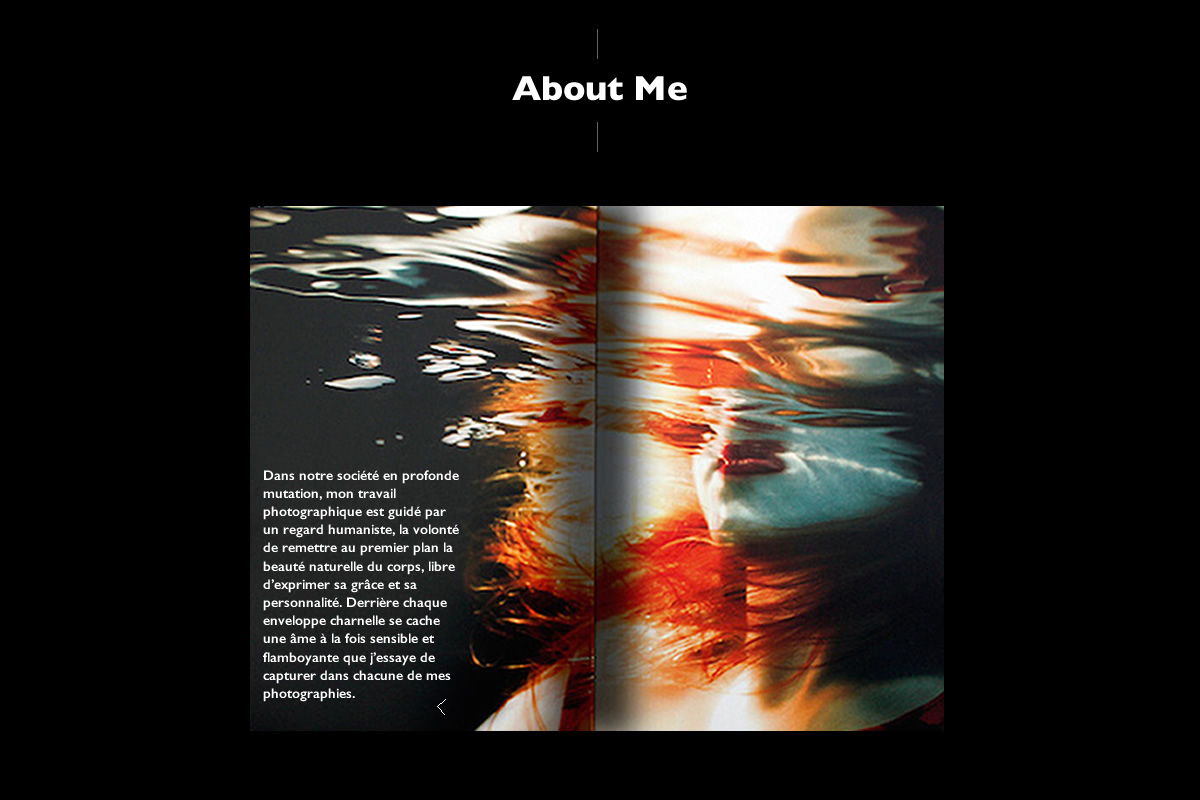 About Me
Dans notre société en profonde
mutation, mon travail
photographique est guidé par
un regard humaniste, la volonté
de remettre au premier plan la
beauté naturelle du corps, libre
d’exprimer sa grâce et sa
personnalité. Derrière chaque
enveloppe charnelle se cache
une âme à la fois sensible et
flamboyante que j’essaye de
capturer dans chacune de mes
photographies.